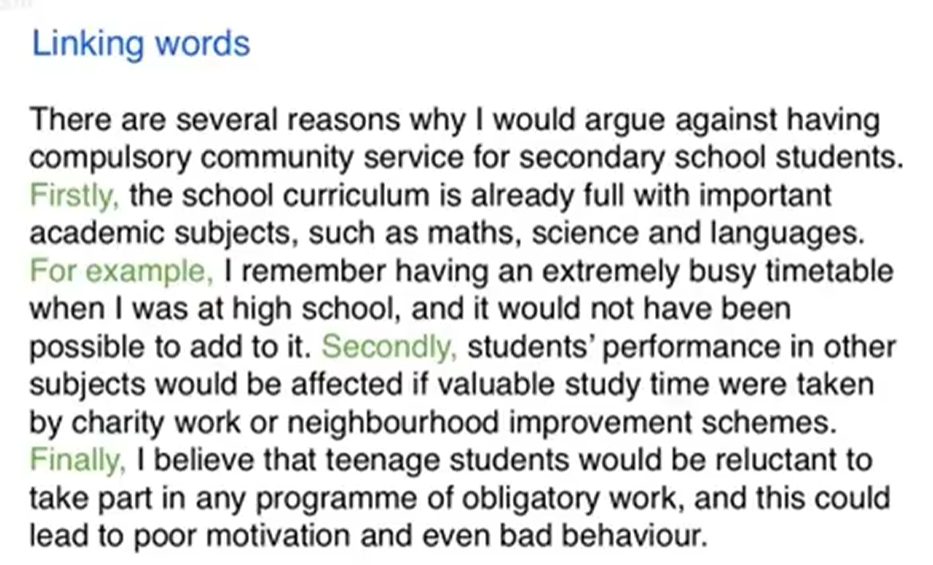 Linking words
There are several reasons why I would argue against having
compulsory community service for secondary school students.
Firstly, the school curriculum is already full with important
academic subjects, such as maths, science and languages.
For example, I remember having an extremely busy timetable
when I was at high school, and it would not have been
possible to add to it. Secondly, students’ performance in other
subjects would be affected if valuable study time were taken
by charity work or neighbourhood improvement schemes.
Finally, I believe that teenage students would be reluctant to
take part in any programme of obligatory work, and this could
lead to poor motivation and even bad behaviour.